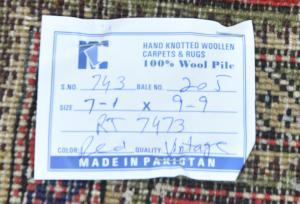 HAND KNOTTED WOOLLEN
CARPETS & RUGS
100% Wool Pile
S.NO. 743 BALE NO. 205
SIZE 7-1 x 9-9
RT 7473
COLOR Red QUALITY Vintage
MADE IN PAKISTAN